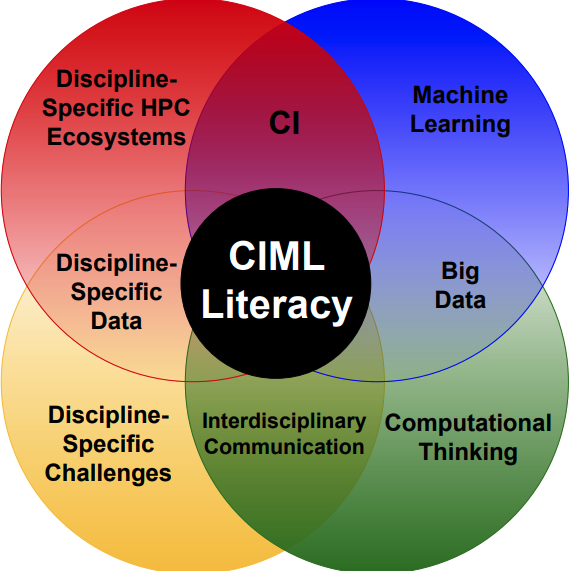 Discipline-
Specific HPC
Ecosystems
CI
Machine
Learning
Discipline-
Specific
Data
CIML
Literacy
Big
Data
Discipline-
Specific
Challenges
Interdisciplinary
Communication
Computational
Thinking